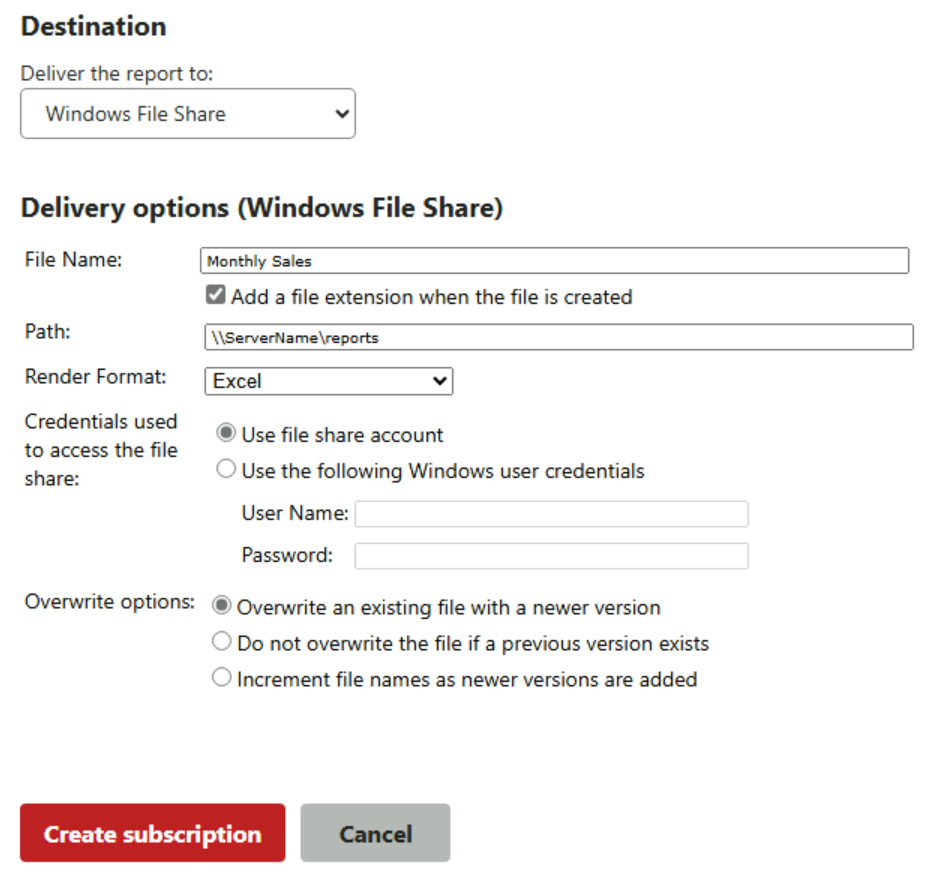 Destination
Deliver the report to:
Windows File Share
Delivery options (Windows File Share)
File Name:
Monthly Sales
Add a file extension when the file is created
Path:
\\ServerName\reports
Render Format:
Excel
Credentials used
to access the file
share:
Use file share account
Use the following Windows user credentials
User Name:
Password:
Overwrite options:
Overwrite an existing file with a newer version
Do not overwrite the file if a previous version exists
Increment file names as newer versions are added
Create subscription
Cancel